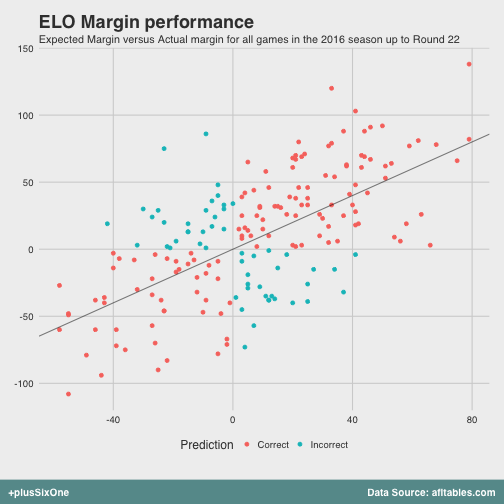 ELO Margin performance
Expected Margin versus Actual margin for all games in the 2016 season up to Round 22
150
100
50
0
-50
-100
-40 0 40 80
Prediction Correct Incorrect
+plusSixOne Data Source: afltables.com